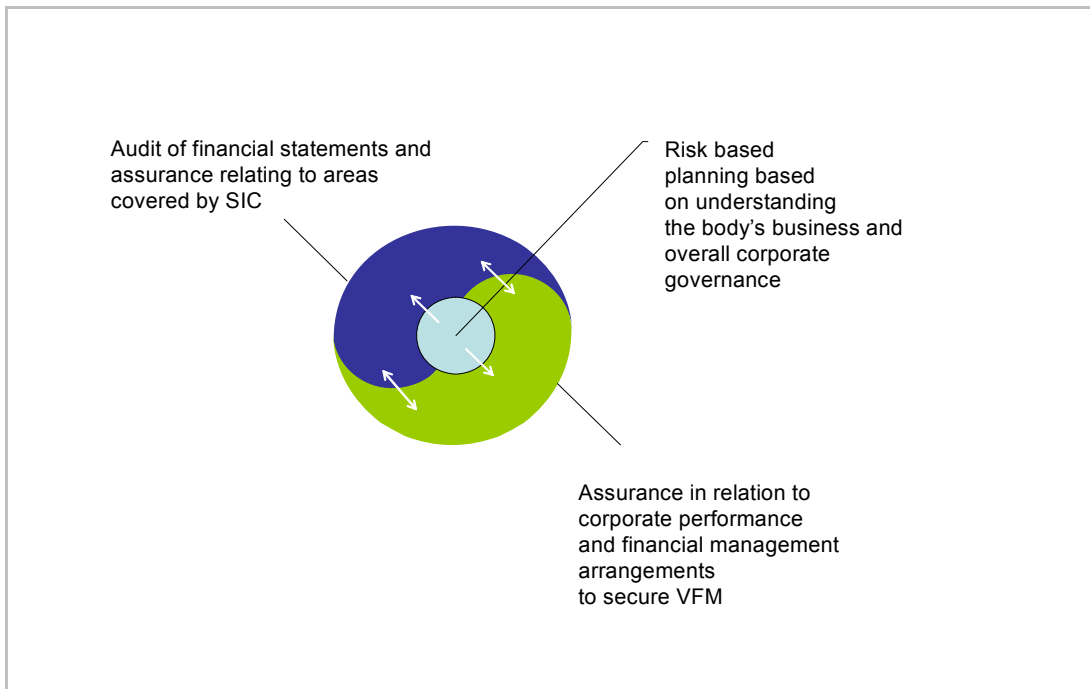 Audit of financial statements and
assurance relating to areas
covered by SIC
Risk based
planning based
on understanding
the body's business and
overall corporate
governance
Assurance in relation to
corporate performance
and financial management
arrangements
to secure VFM